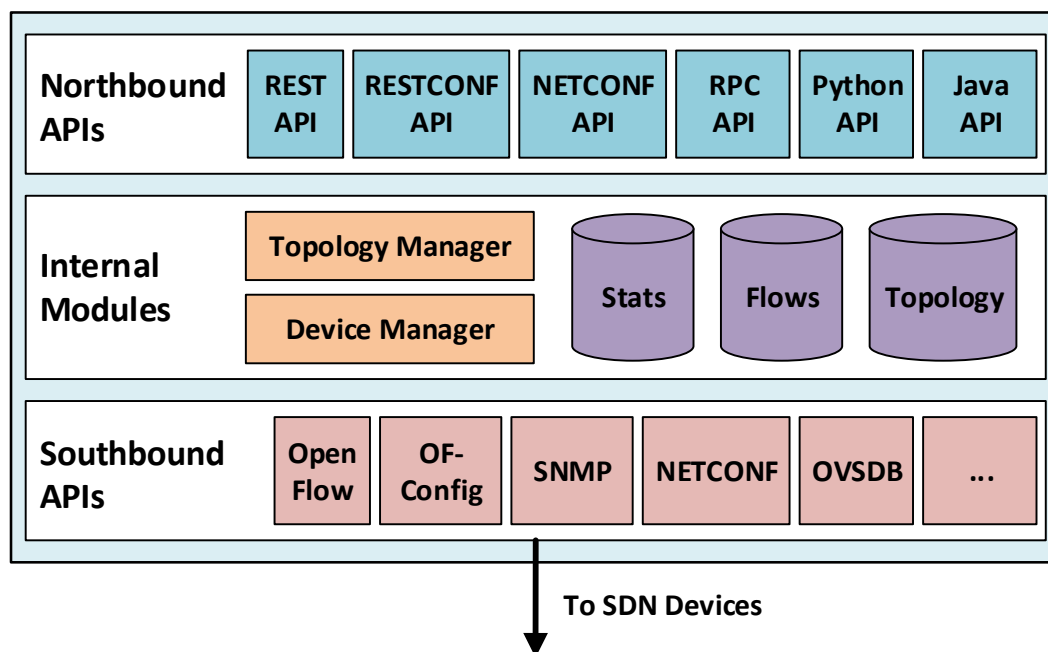 Northbound
APIs
REST
API
RESTCONF
API
NETCONF
API
RPC
API
Python
API
Java
API
Internal
Modules
Topology Manager
Device Manager
Stats
Flows
Topology
Southbound
APIs
Open
Flow
OF-
Config
SNMP
NETCONF
OVSDB
...
To SDN Devices